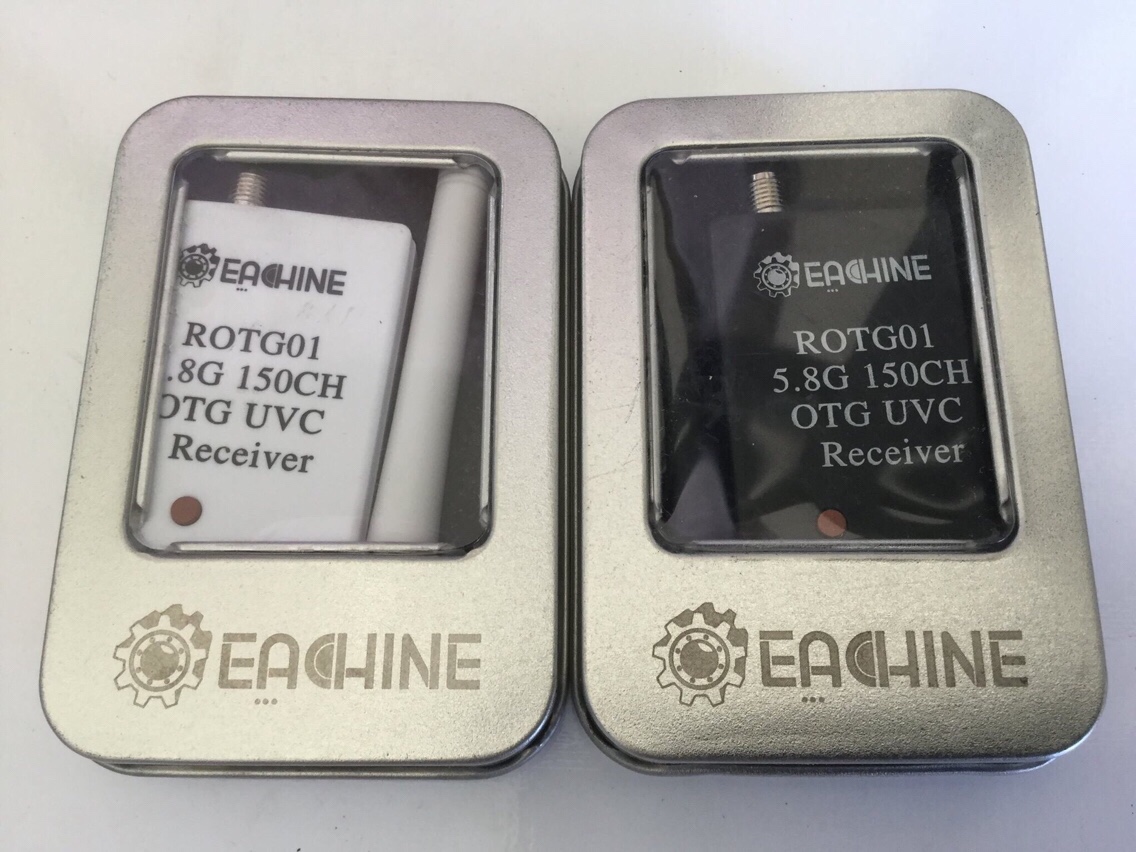 EACHINE
ROTG01
.8G 150CH
OTG UVC
Receiver
EACHINE
EACHINE
ROTG01
5.8G 150CH
OTG UVC
Receiver
EACHINE